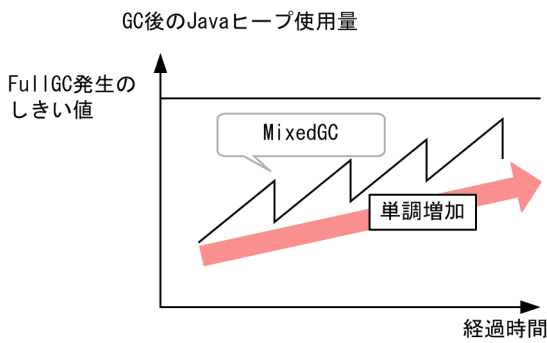 GC後のJavaヒープ使用量
FullGC発生の
しきい値
MixedGC
単調増加
経過時間